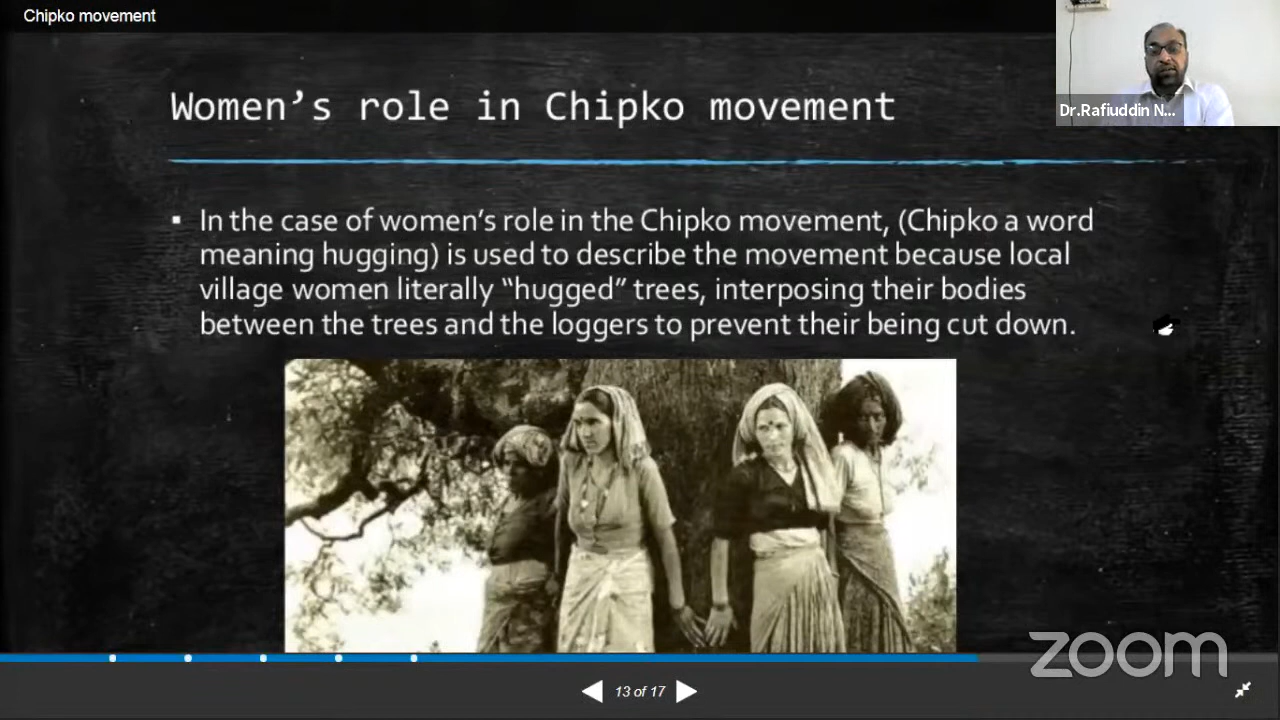 Chipko movement
Women’s role in Chipko movement
Dr.Rafiuddin N...
▪ In the case of women’s role in the Chipko movement, (Chipko a word
meaning hugging) is used to describe the movement because local
village women literally “hugged” trees, interposing their bodies
between the trees and the loggers to prevent their being cut down.
zoom
13 of 17